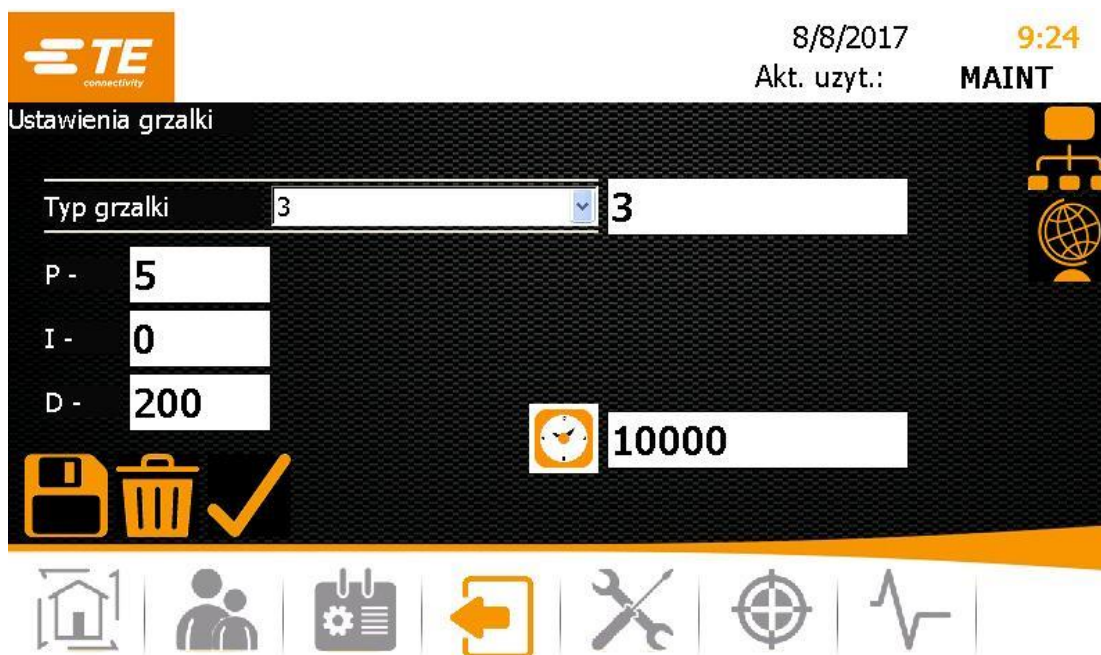 TE
connectivity
8/8/2017 9:24
Akt. uzyt.: MAINT
Ustawienia grzalki
Typ grzalki 3 3
P - 5
I - 0
D - 200
10000